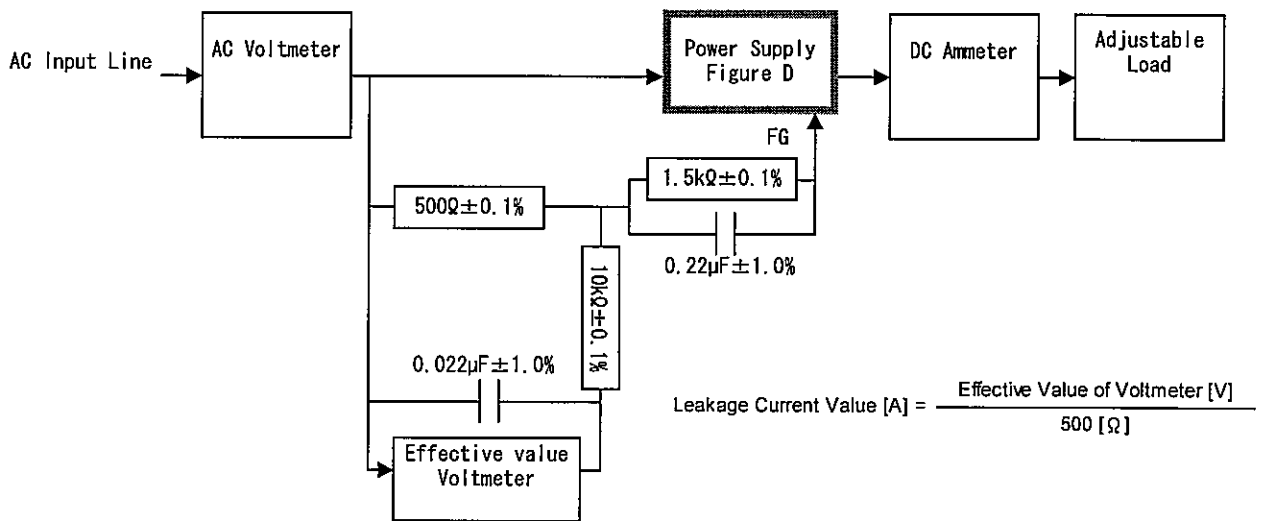 AC Input Line
AC Voltmeter
Power Supply
Figure D
DC Ammeter
Adjustable
Load
FG
1.5kΩ±0.1%
500Ω±0.1%
0.22μF±1.0%
10kΩ±0.1%
0.022μF±1.0%
Effective value
Voltmeter
Leakage Current Value [A] = Effective Value of Voltmeter [V]
500 [Ω]